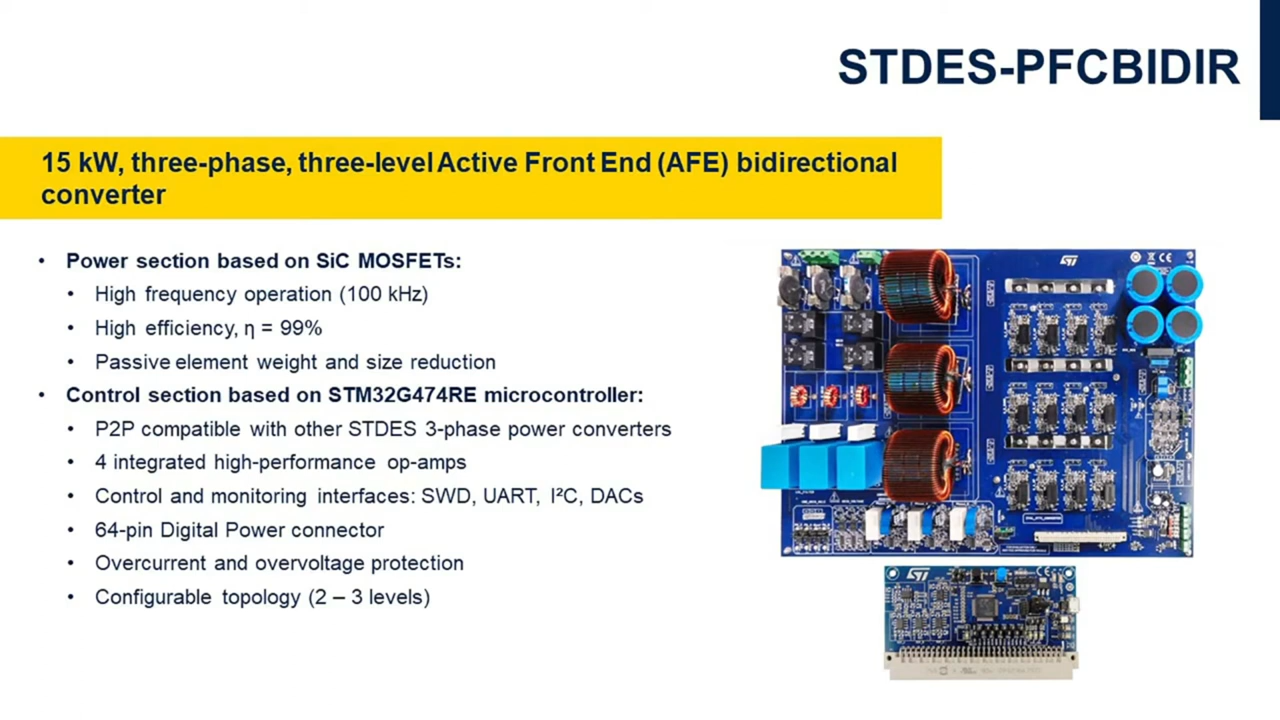 STDES-PFCBIDIR
15 kW, three-phase, three-level Active Front End (AFE) bidirectional
converter
• Power section based on SiC MOSFETs:
• High frequency operation (100 kHz)
• High efficiency, η = 99%
• Passive element weight and size reduction
• Control section based on STM32G474RE microcontroller:
• P2P compatible with other STDES 3-phase power converters
• 4 integrated high-performance op-amps
• Control and monitoring interfaces: SWD, UART, I²C, DACs
• 64-pin Digital Power connector
• Overcurrent and overvoltage protection
• Configurable topology (2 – 3 levels)
ST
ST